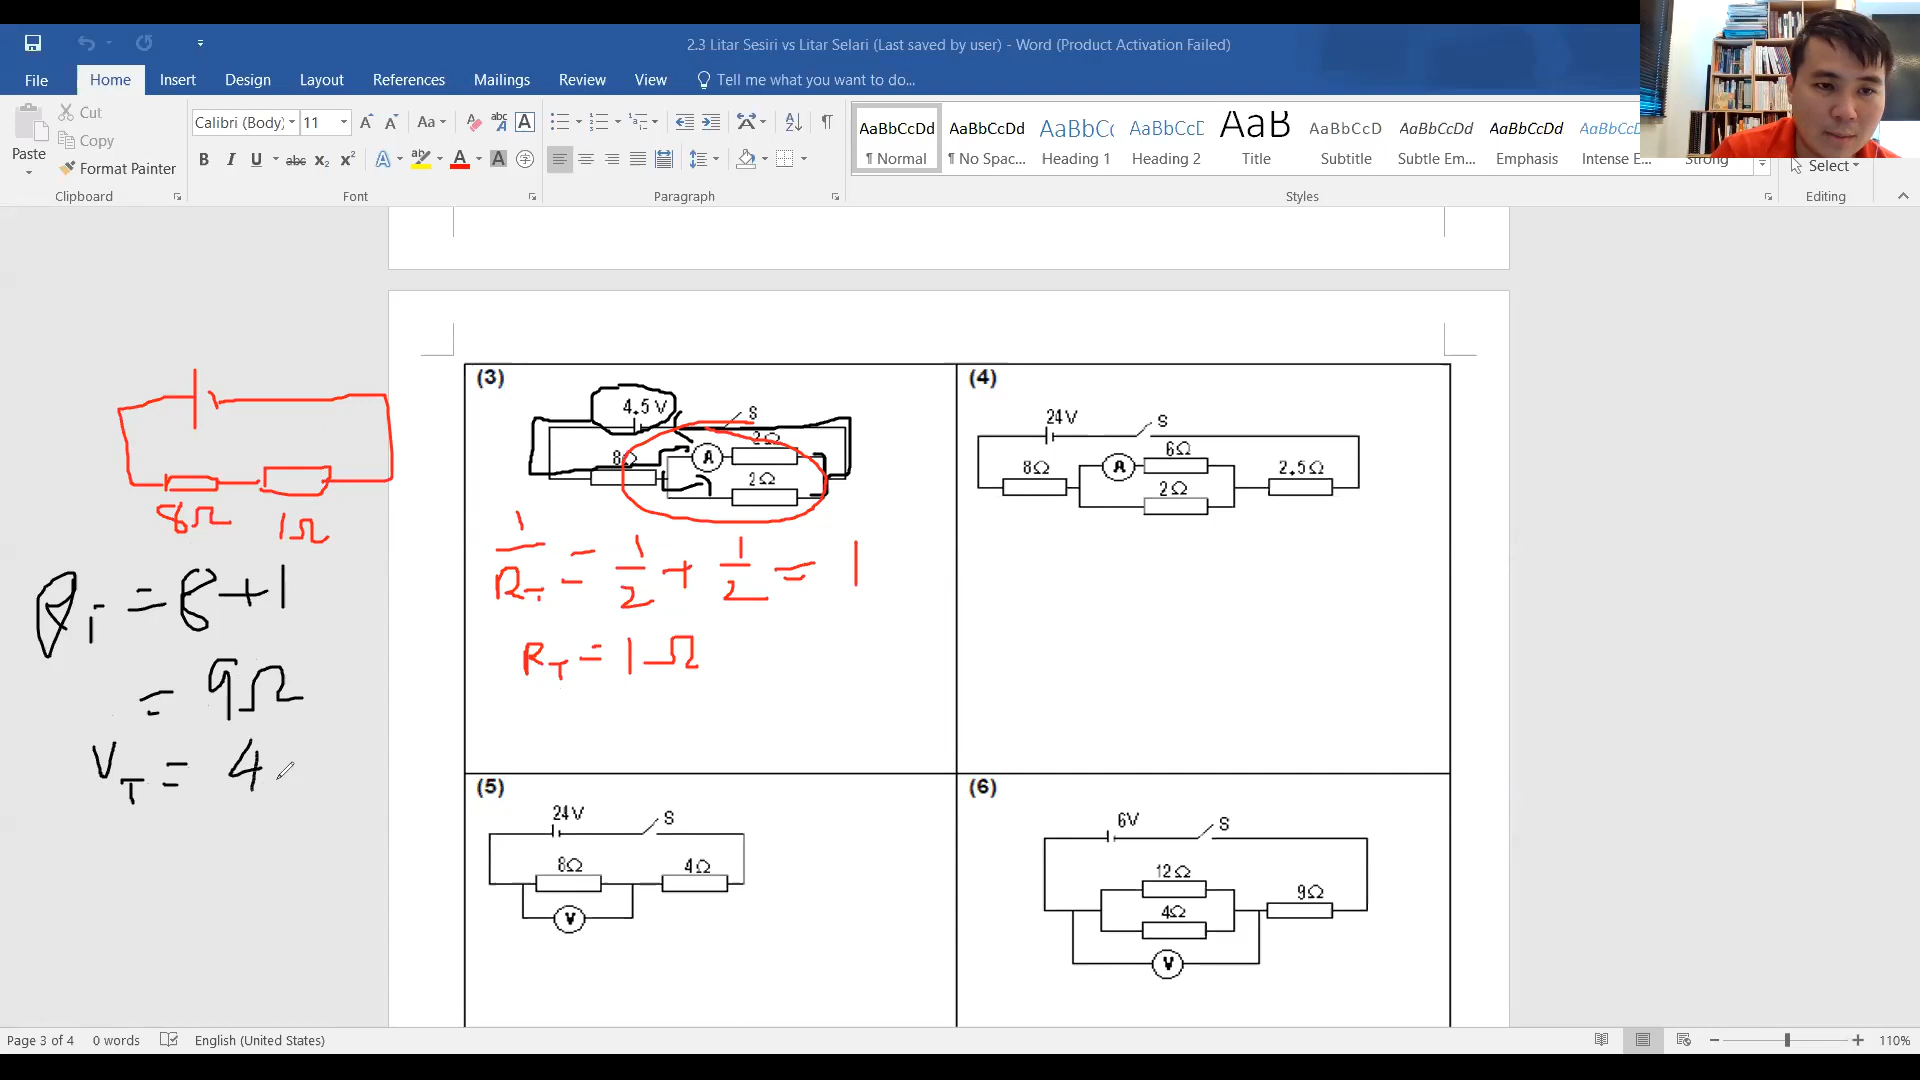 2.3 Litar Sesiri vs Litar Selari (Last saved by user) - Word (Product Activation Failed)
File Home Insert Design Layout References Mailings Review View Tell me what you want to do...
Cut
Copy
Format Painter
Paste
Calibri (Body) 11
AaBbCcDd AaBbCcDd AaBbCc AaBbCcD AaB AaBbCcD AaBbCcDd AaBbCcDd AaBbCcDd
¶ Normal ¶ No Spac... Heading 1 Heading 2 Title Subtitle Subtle Em... Emphasis Intense E... Strong
Select
Clipboard Font Paragraph Styles Editing
(3)
4.5 V S
2Ω
8Ω A
2Ω
1/R_T = 1/2 + 1/2 = 1
R_T = 1Ω
8Ω 1Ω
R_T = 8+1
= 9Ω
V_T = 4
(4)
24V S
6Ω
8Ω A 2.5Ω
2Ω
(5)
24V S
8Ω 4Ω
V
(6)
6V S
12Ω
9Ω
4Ω
V
Page 3 of 4 0 words English (United States) 110%